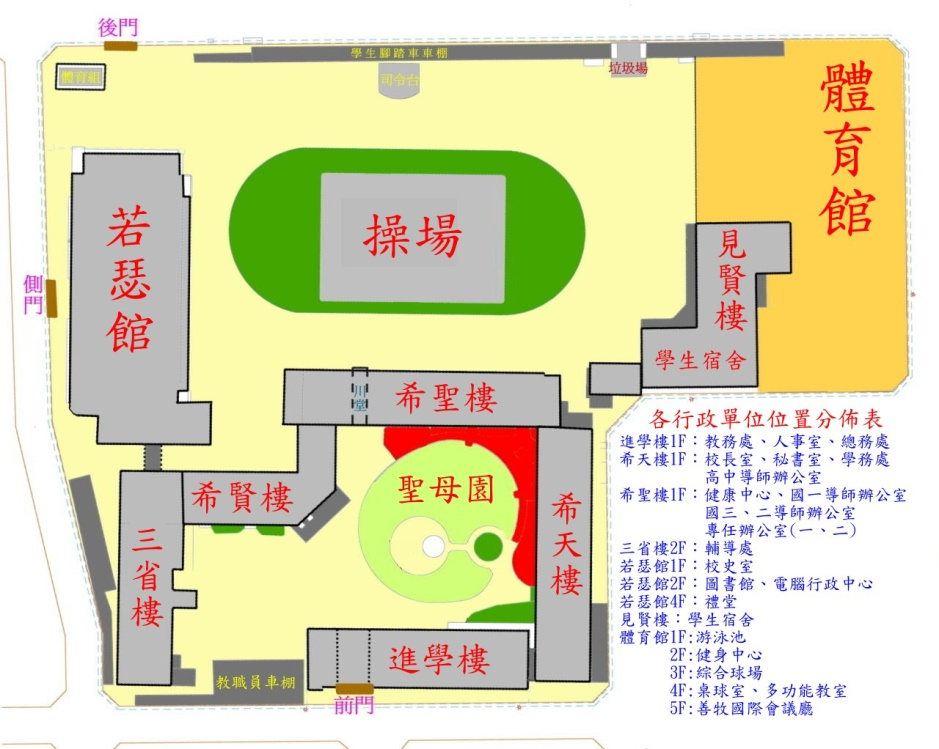 後門
學生腳踏車車棚
體育組
司令台
垃圾場
體育館
若瑟館
操場
側門
見賢樓
學生宿舍
川堂
希聖樓
希賢樓
聖母園
希天樓
三省樓
進學樓
教職員車棚
前門
各行政單位位置分佈表
進學樓1F：教務處、人事室、總務處
希天樓1F：校長室、秘書室、學務處
高中導師辦公室
希聖樓1F：健康中心、國一導師辦公室
國三、二導師辦公室
專任辦公室(一、二)
三省樓2F：輔導處
若瑟館1F：校史室
若瑟館2F：圖書館、電腦行政中心
若瑟館4F：禮堂
見賢樓：學生宿舍
體育館1F:游泳池
2F:健身中心
3F:綜合球場
4F:桌球室、多功能教室
5F:善牧國際會議廳